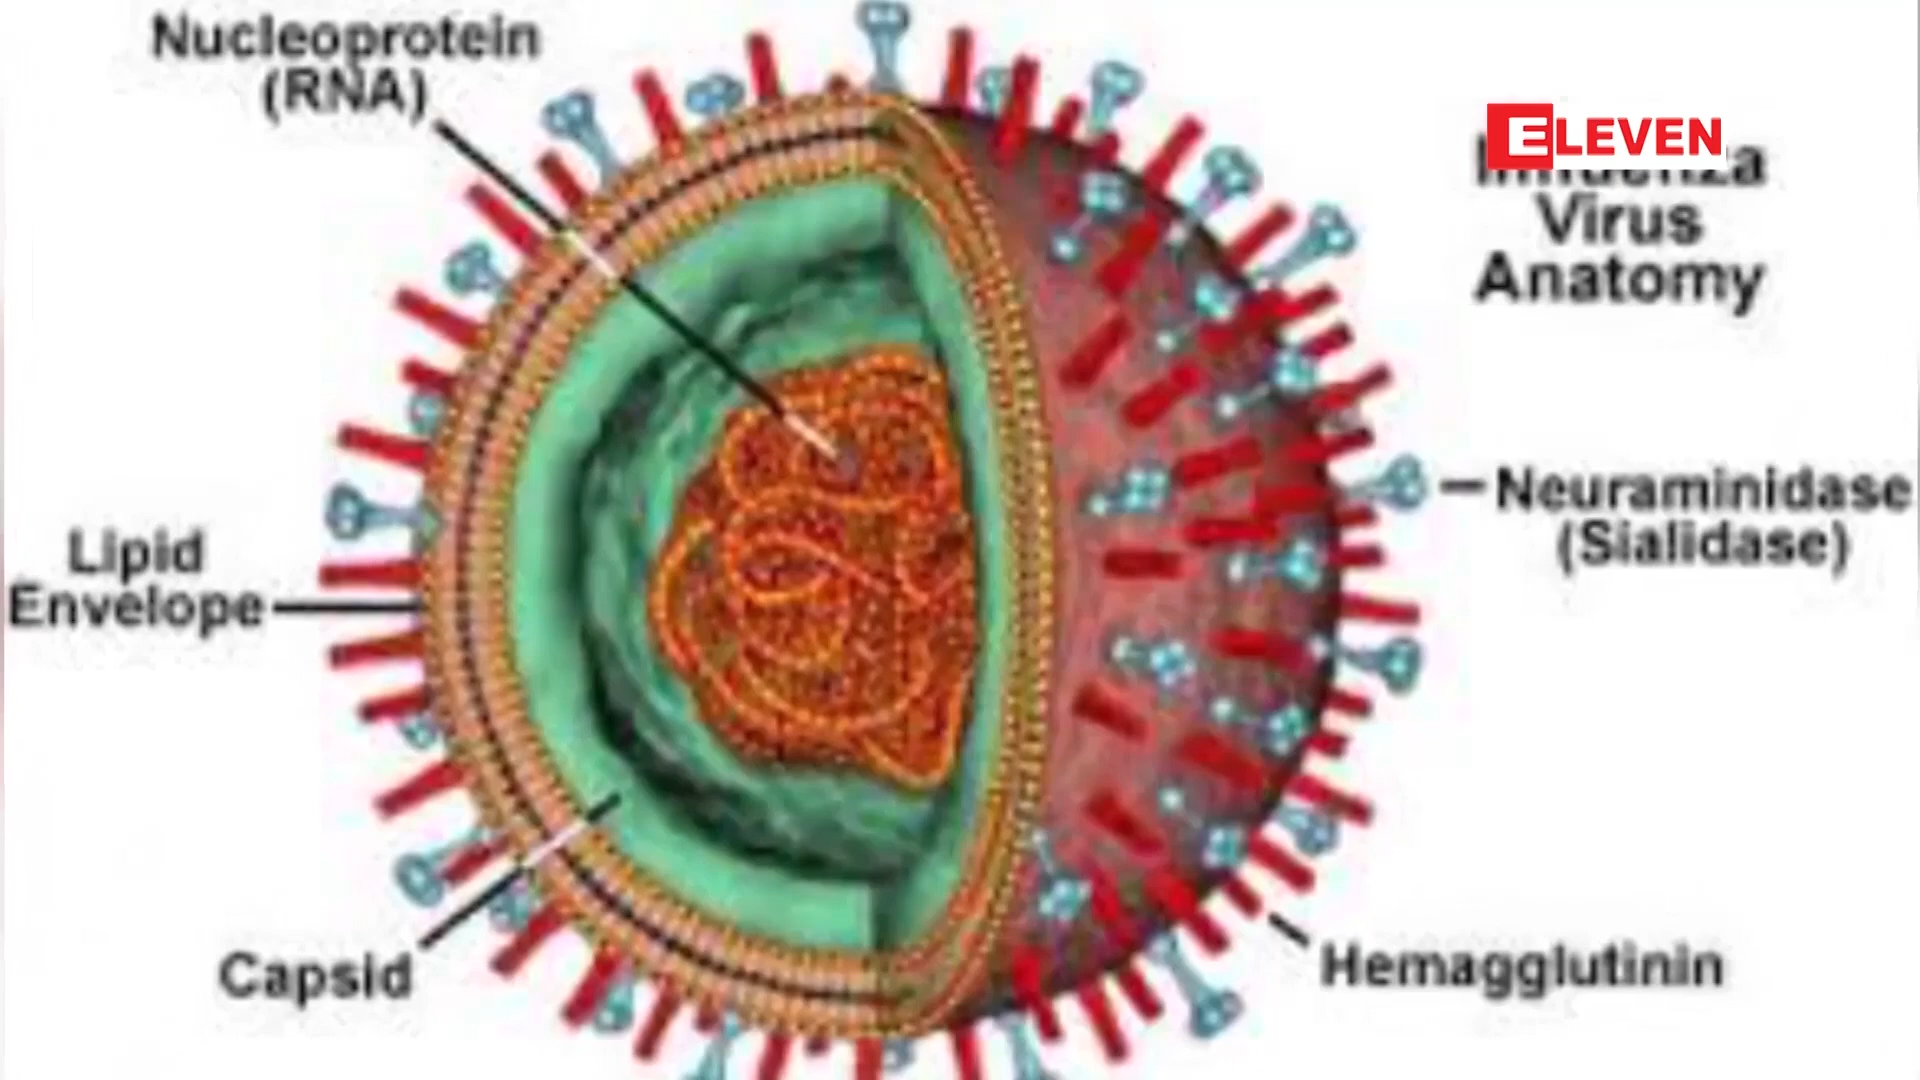 Nucleoprotein
(RNA)
ELEVEN
Influenza
Virus
Anatomy
Neuraminidase
(Sialidase)
Lipid
Envelope
Capsid
Hemagglutinin